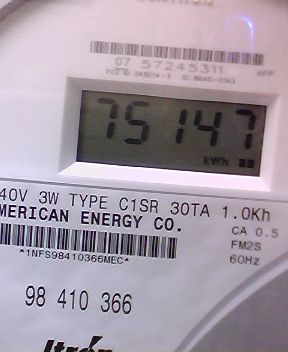 07 57245311
75147
kWh
40V 3W TYPE C1SR 30TA 1.0Kh
MERICAN ENERGY CO.
CA 0.5
FM2S
*1NFS98410366MEC*
60Hz
98 410 366
Itron